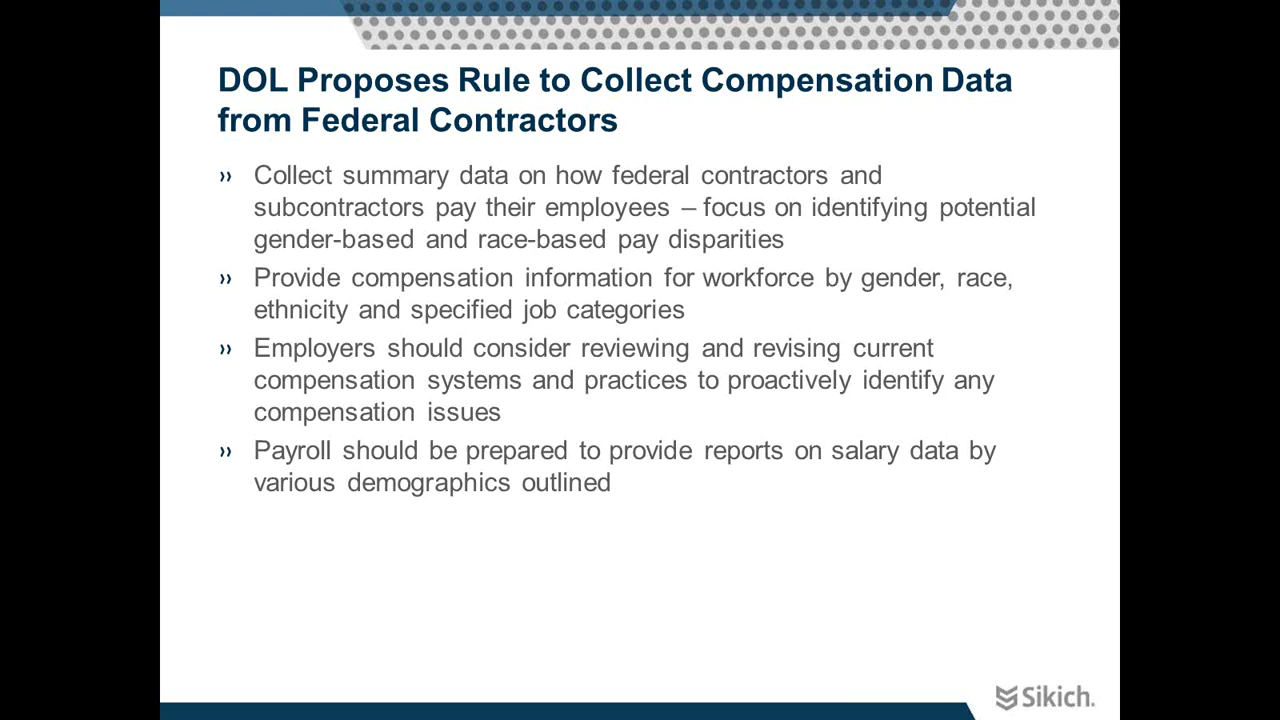 DOL Proposes Rule to Collect Compensation Data
from Federal Contractors
›› Collect summary data on how federal contractors and
subcontractors pay their employees – focus on identifying potential
gender-based and race-based pay disparities
›› Provide compensation information for workforce by gender, race,
ethnicity and specified job categories
›› Employers should consider reviewing and revising current
compensation systems and practices to proactively identify any
compensation issues
›› Payroll should be prepared to provide reports on salary data by
various demographics outlined
Sikich.